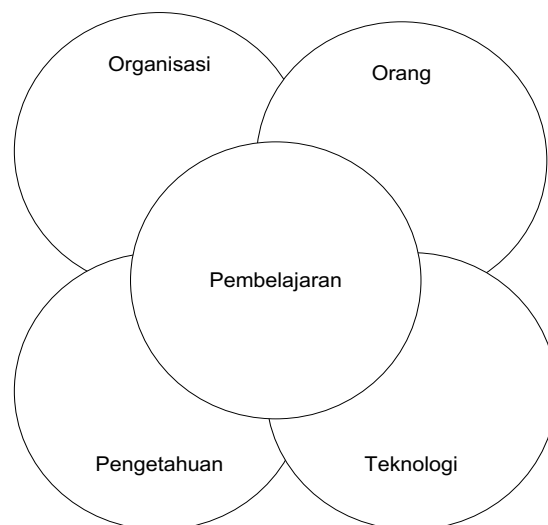 Organisasi
Orang
Pembelajaran
Pengetahuan
Teknologi